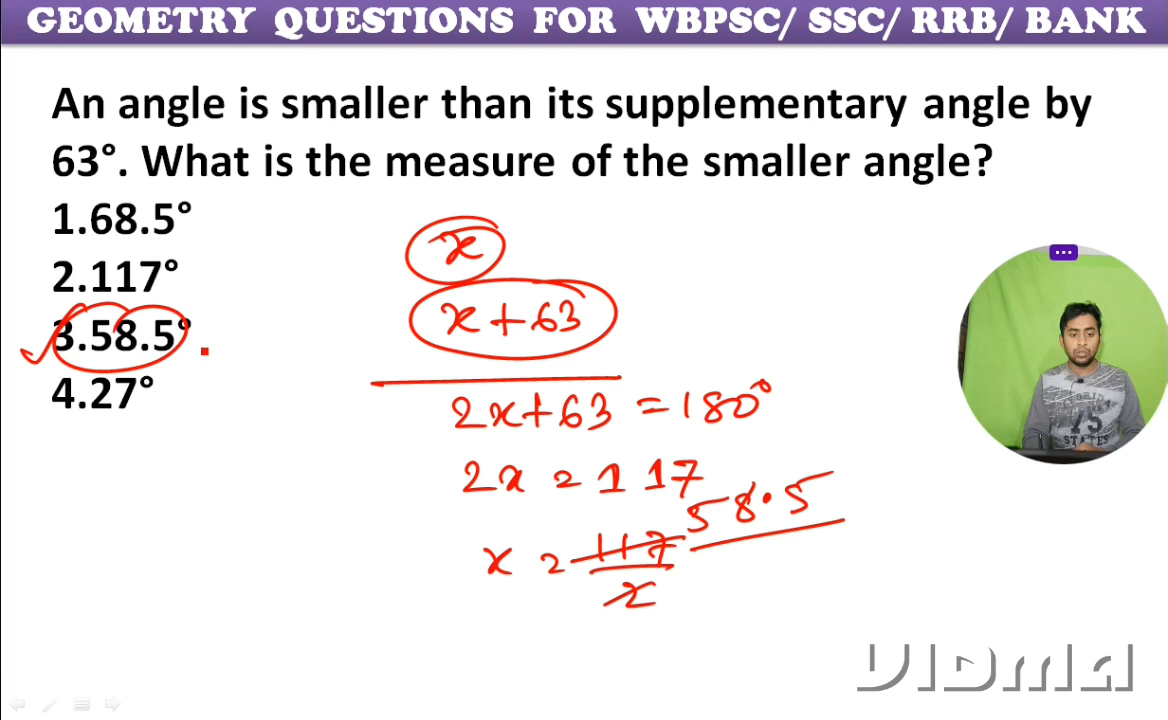 GEOMETRY QUESTIONS FOR WBPSC/ SSC/ RRB/ BANK
An angle is smaller than its supplementary angle by
63°. What is the measure of the smaller angle?
1.68.5°
2.117°
3.58.5°
4.27°
x
x+63
2x+63 = 180°
2x = 117
x = 117/2 58.5
75
STATES
VIDMA